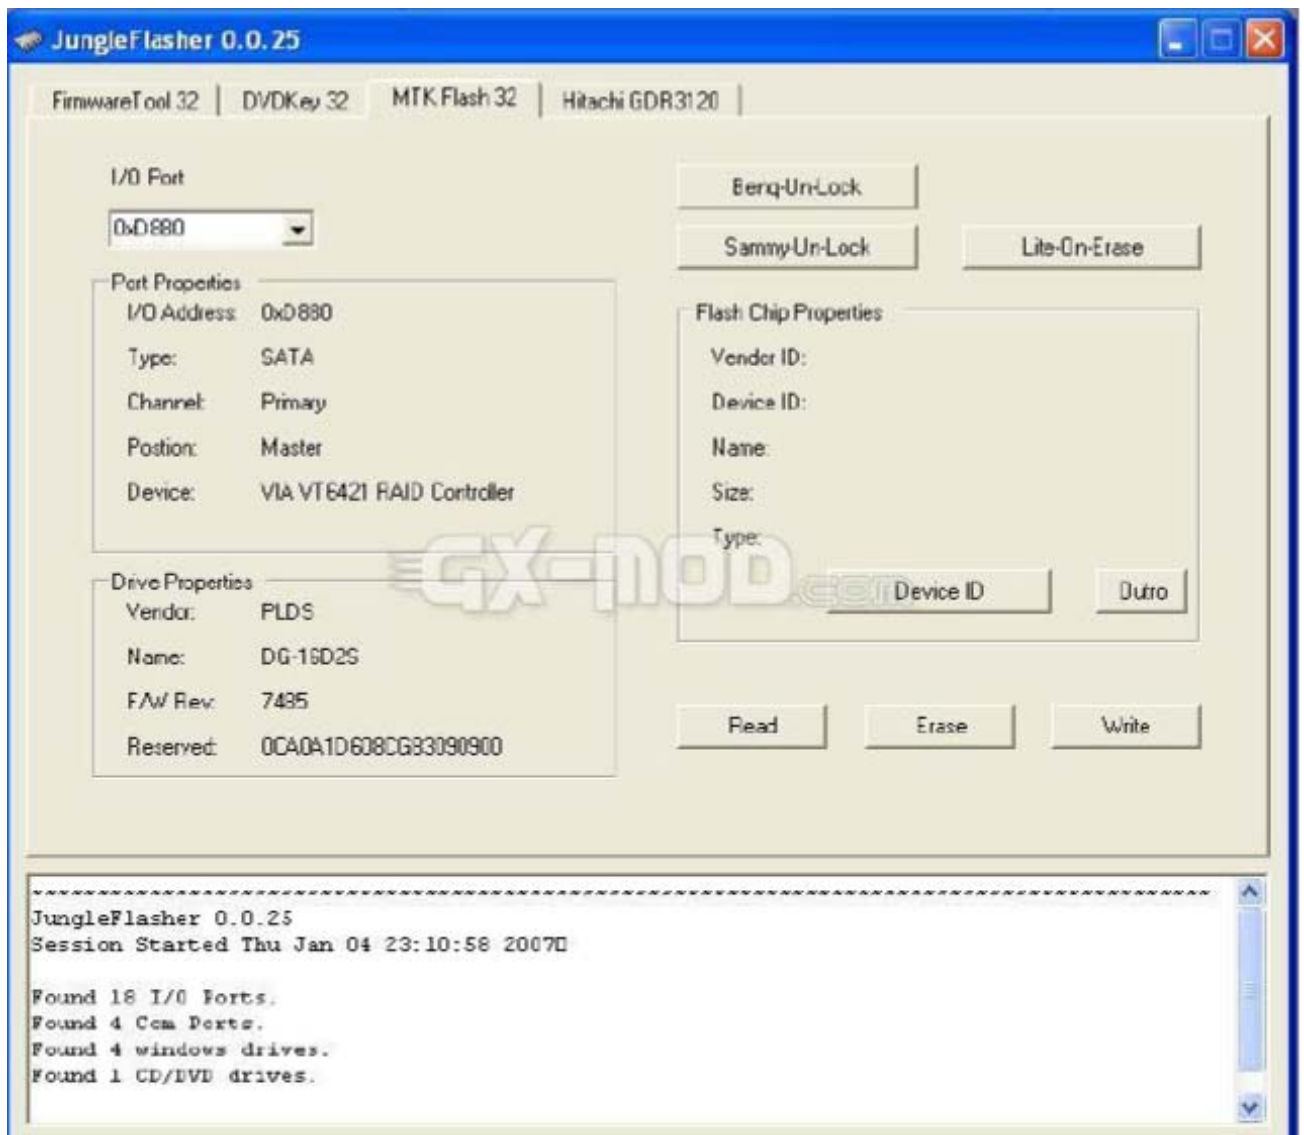 JungleFlasher 0.0.25
FirmwareTool 32 DVDKey 32 MTK Flash 32 Hitachi GDR3120
I/O Port
0xD880
Port Properties
I/O Address 0xD880
Type: SATA
Channel: Primary
Postion: Master
Device: VIA VT6421 RAID Controller
Drive Properties
Vendor: PLDS
Name: DG-16D2S
F/W Rev: 7485
Reserved:
Benq-Un-Lock
Sammy-Un-Lock Lite-On-Erase
Flash Chip Properties
Vendor ID:
Device ID:
Name:
Size:
Type:
Device ID Outro
Read Erase Write
GX-MOD.com
JungleFlasher 0.0.25
Session Started Thu Jan 04 23:10:58 2007
Found 18 I/O Ports.
Found 4 Com Ports.
Found 4 windows drives.
Found 1 CD/DVD drives.